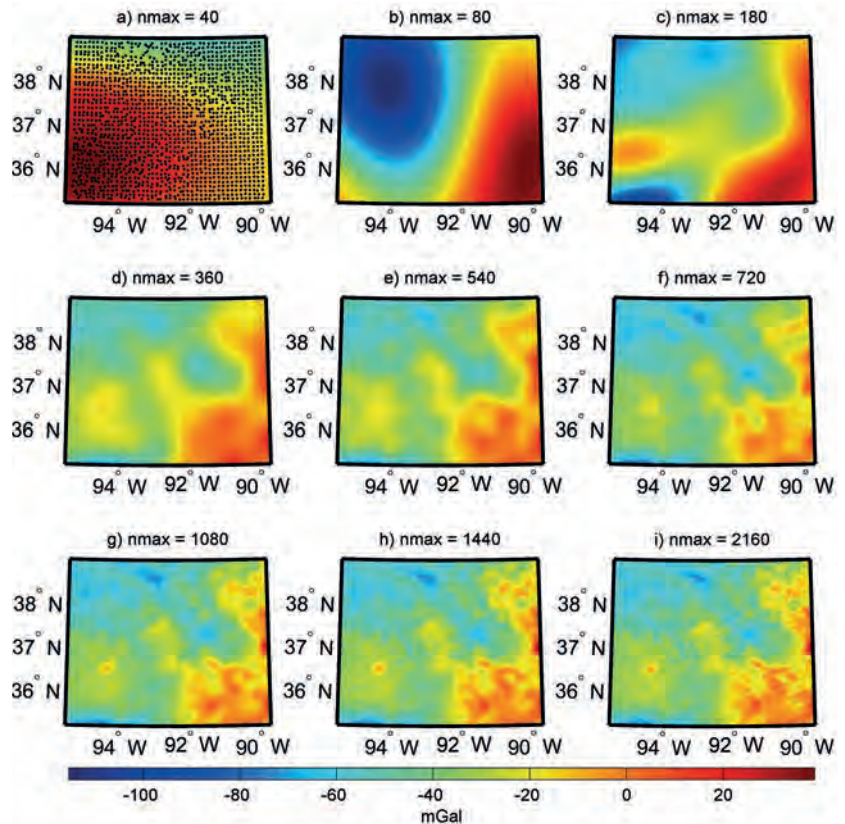 a) nmax = 40
b) nmax = 80
c) nmax = 180
38° N
37° N
36° N
94° W 92° W 90° W
38° N
37° N
36° N
94° W 92° W 90° W
38° N
37° N
36° N
94° W 92° W 90° W
d) nmax = 360
e) nmax = 540
f) nmax = 720
38° N
37° N
36° N
94° W 92° W 90° W
38° N
37° N
36° N
94° W 92° W 90° W
38° N
37° N
36° N
94° W 92° W 90° W
g) nmax = 1080
h) nmax = 1440
i) nmax = 2160
38° N
37° N
36° N
94° W 92° W 90° W
38° N
37° N
36° N
94° W 92° W 90° W
38° N
37° N
36° N
94° W 92° W 90° W
-100 -80 -60 -40 -20 0 20
mGal